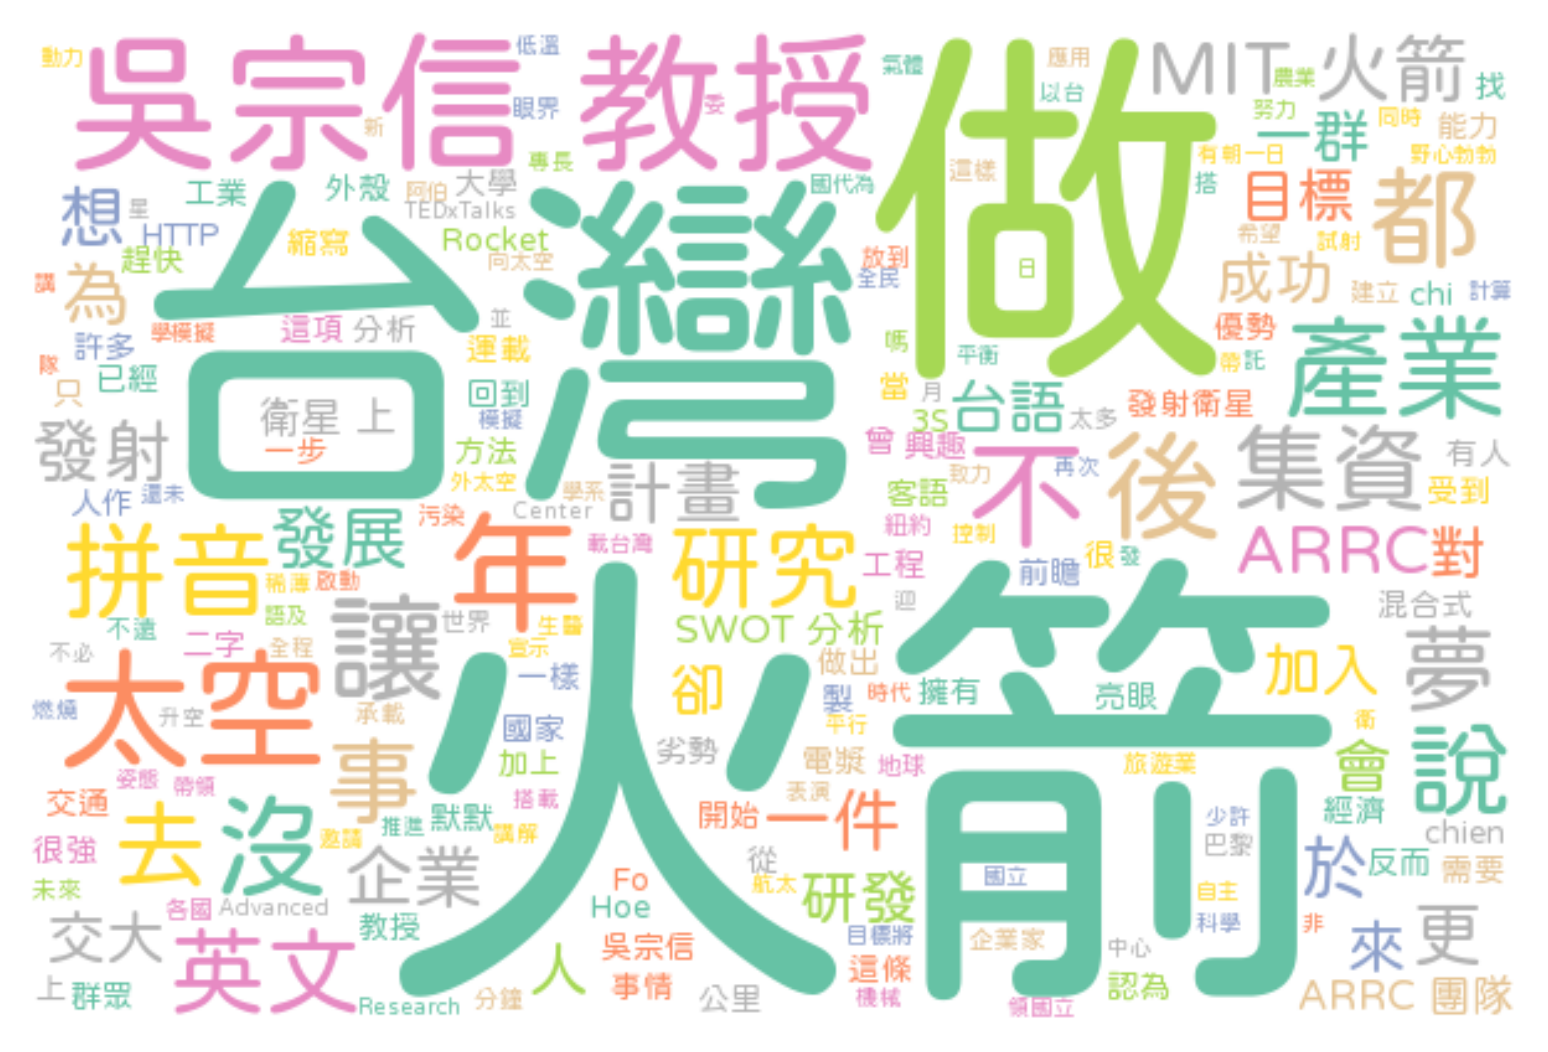 動力
吳宗信教授
低溫
眼界
新
委
專長
做
氣體
應用
以台
MIT火箭
農業
找
努力
一群
同時
能力
有朝一日
野心勃勃
這樣
搭
目標
都
希望
試射
想
星
HTTP
工業
外殼
阿伯
大學
TEDxTalks
國代為
縮寫
Rocket
趕快
向太空
放到
全民
日
講
為
台灣
成功
建立
chi
計算
學模擬
這項
分析
並
許多
運載
優勢
產業
隊
已經
只
回到
模擬
嗎
平衡
帶
託
當
月
3S
台語
太多
發射衛星
衛星 上
一步
發射
方法
曾
興趣
不
後
集資
有人
外太空
致力
再次
受到
人作
還未
學系
計畫
Center
客語
紐約
控制
拼音
發展
污染
年
載台灣
研究
工程
前瞻
很
發
ARRC
對
稀薄
啟動
語及
迎
混合式
不遠
二字
全程
不必
讓
世界
生醫
宣示
SWOT 分析
火箭
夢
太空
一樣
卻
做出
製
時代
擁有
亮眼
加入
燃燒
升空
承載
國家
平行
衛
事
加上
劣勢
電漿
地球
旅遊業
會
說
姿態
帶領
搭載
表演
交通
去
沒
推進
默默
講解
開始
一件
少許
經濟
chien
邀請
很強
企業
從
巴黎
於
反而
需要
未來
Fo
航太
研發
國立
自主
各國
Advanced
Hoe
科學
非
交大
英文
教授
吳宗信
目標將
企業家
中心
來
更
人
這條
上
群眾
Research
分鐘
事情
公里
機械
領國立
認為
ARRC 團隊